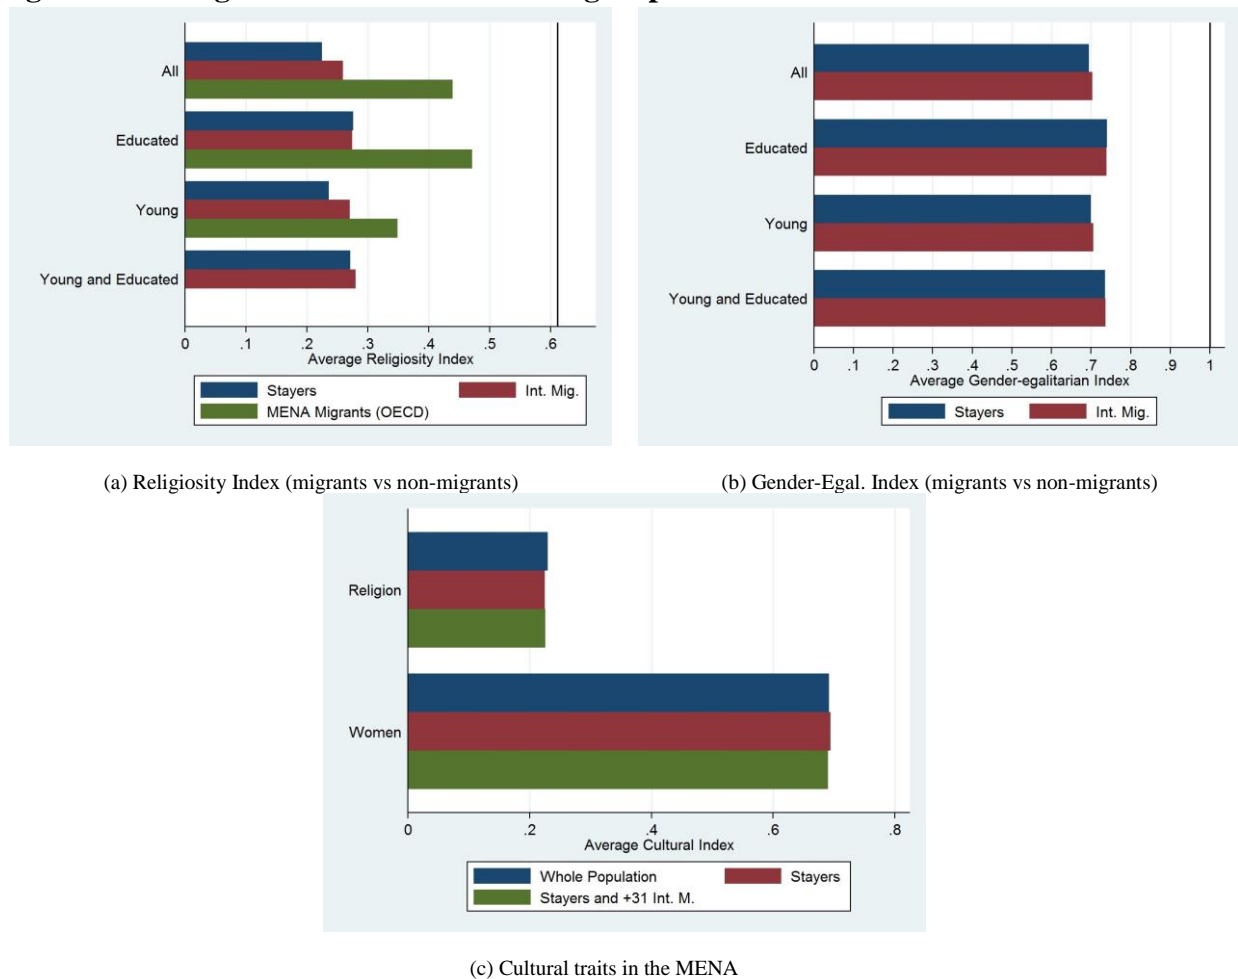 All
Educated
Young
Young and Educated
0 .1 .2 .3 .4 .5 .6
Average Religiosity Index
Stayers Int. Mig.
MENA Migrants (OECD)
(a) Religiosity Index (migrants vs non-migrants)
All
Educated
Young
Young and Educated
0 .1 .2 .3 .4 .5 .6 .7 .8 .9 1
Average Gender-egalitarian Index
Stayers Int. Mig.
(b) Gender-Egal. Index (migrants vs non-migrants)
Religion
Women
0 .2 .4 .6 .8
Average Cultural Index
Whole Population Stayers
Stayers and +31 Int. M.
(c) Cultural traits in the MENA